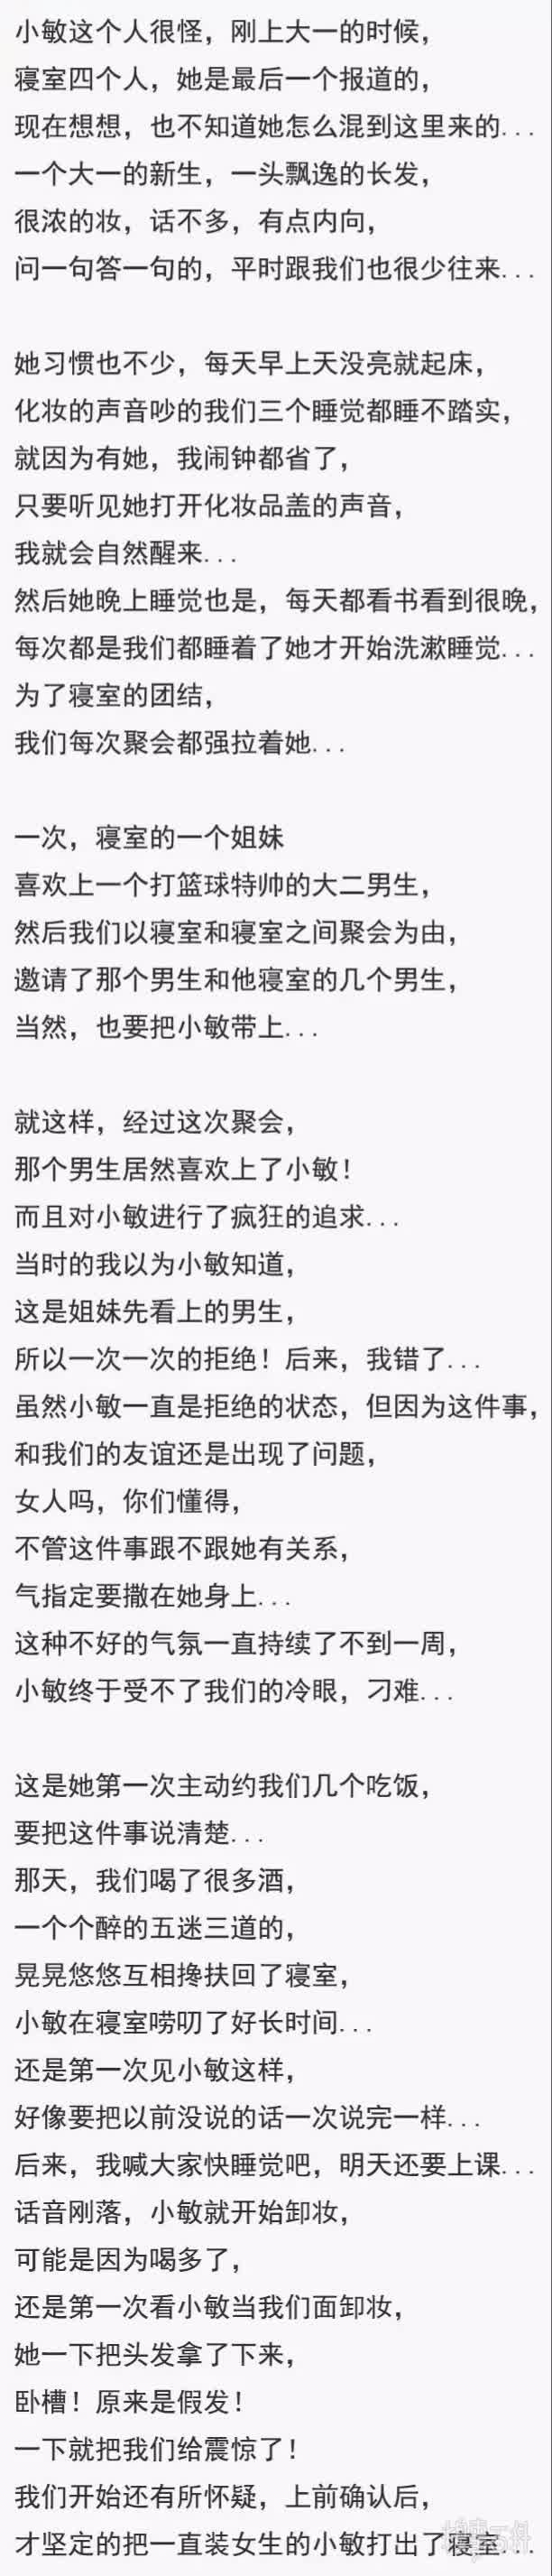 小敏这个人很怪，刚上大一的时候，
寝室四个人，她是最后一个报道的，
现在想想，也不知道她怎么混到这里来的...
一个大一的新生，一头飘逸的长发，
很浓的妆，话不多，有点内向，
问一句答一句的，平时跟我们也很少往来...
她习惯也不少，每天早上天没亮就起床，
化妆的声音吵的我们三个睡觉都睡不踏实，
就因为有她，我闹钟都省了，
只要听见她打开化妆品盖的声音，
我就会自然醒来...
然后她晚上睡觉也是，每天都看书看到很晚，
每次都是我们都睡着了她才开始洗漱睡觉...
为了寝室的团结，
我们每次聚会都强拉着她...
一次，寝室的一个姐妹
喜欢上一个打篮球特帅的大二男生，
然后我们以寝室和寝室之间聚会为由，
邀请了那个男生和他寝室的几个男生，
当然，也要把小敏带上...
就这样，经过这次聚会，
那个男生居然喜欢上了小敏！
而且对小敏进行了疯狂的追求...
当时的我以为小敏知道，
这是姐妹先看上的男生，
所以一次一次的拒绝！后来，我错了...
虽然小敏一直是拒绝的状态，但因为这件事，
和我们的友谊还是出现了问题，
女人吗，你们懂得，
不管这件事跟不跟她有关系，
气指定要撒在她身上...
这种不好的气氛一直持续了不到一周，
小敏终于受不了我们的冷眼，刁难...
这是她第一次主动约我们几个吃饭，
要把这件事说清楚...
那天，我们喝了很多酒，
一个个醉的五迷三道的，
晃晃悠悠互相搀扶回了寝室，
小敏在寝室唠叨了好长时间...
还是第一次见小敏这样，
好像要把以前没说的话一次说完一样...
后来，我喊大家快睡觉吧，明天还要上课...
话音刚落，小敏就开始卸妆，
可能是因为喝多了，
还是第一次看小敏当我们面卸妆，
她一下把头发拿了下来，
卧槽！原来是假发！
一下就把我们给震惊了！
我们开始还有所怀疑，上前确认后，
才坚定的把一直装女生的小敏打出了寝室...